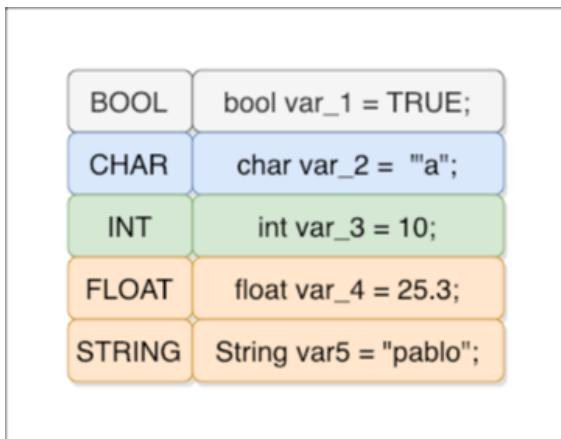 BOOL bool var_1 = TRUE;
CHAR char var_2 = "'a";
INT int var_3 = 10;
FLOAT float var_4 = 25.3;
STRING String var5 = "pablo";